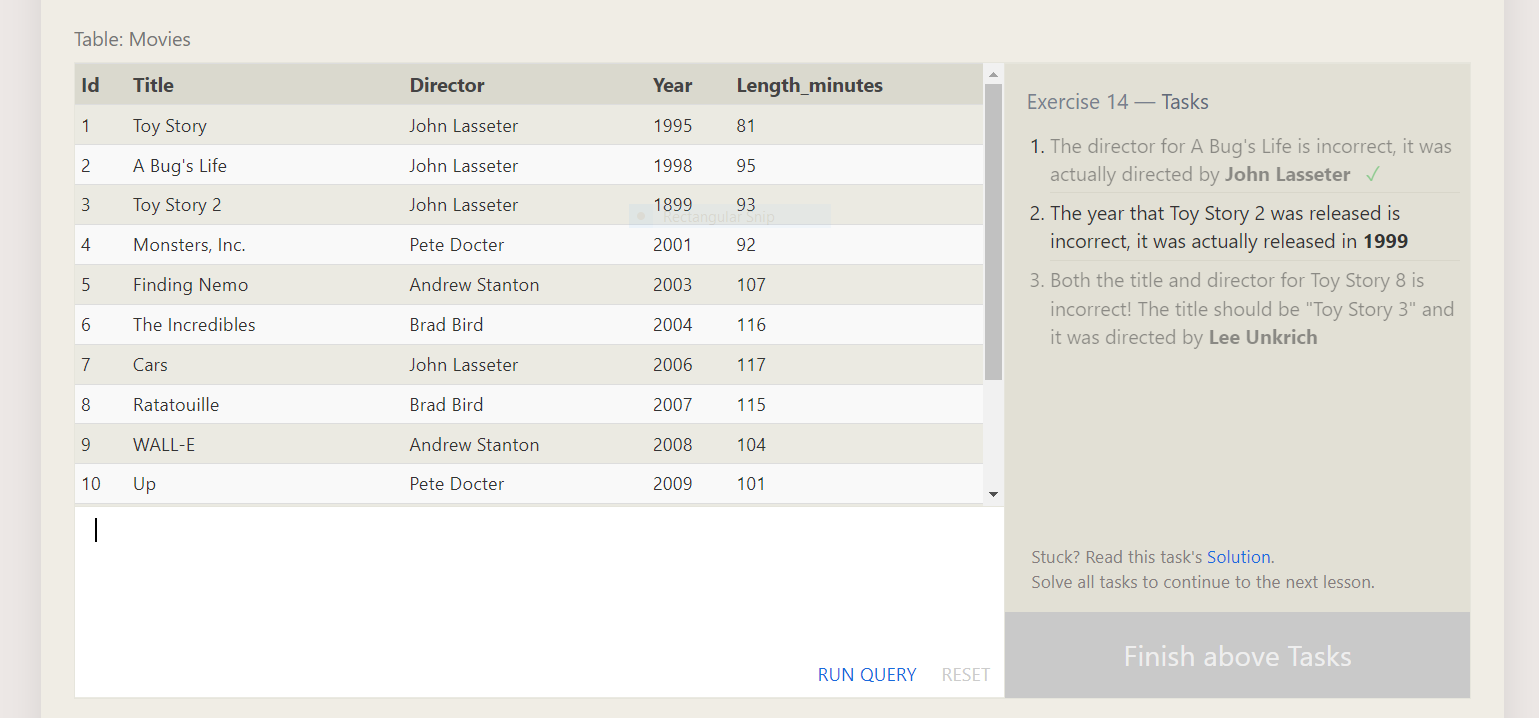 Table: Movies
Id Title Director Year Length_minutes
1 Toy Story John Lasseter 1995 81
2 A Bug's Life John Lasseter 1998 95
3 Toy Story 2 John Lasseter 1899 93
Rectangular Snip
4 Monsters, Inc. Pete Docter 2001 92
5 Finding Nemo Andrew Stanton 2003 107
6 The Incredibles Brad Bird 2004 116
7 Cars John Lasseter 2006 117
8 Ratatouille Brad Bird 2007 115
9 WALL-E Andrew Stanton 2008 104
10 Up Pete Docter 2009 101
RUN QUERY RESET
Exercise 14 — Tasks
1. The director for A Bug's Life is incorrect, it was
actually directed by John Lasseter ✓
2. The year that Toy Story 2 was released is
incorrect, it was actually released in 1999
3. Both the title and director for Toy Story 8 is
incorrect! The title should be "Toy Story 3" and
it was directed by Lee Unkrich
Stuck? Read this task's Solution.
Solve all tasks to continue to the next lesson.
Finish above Tasks